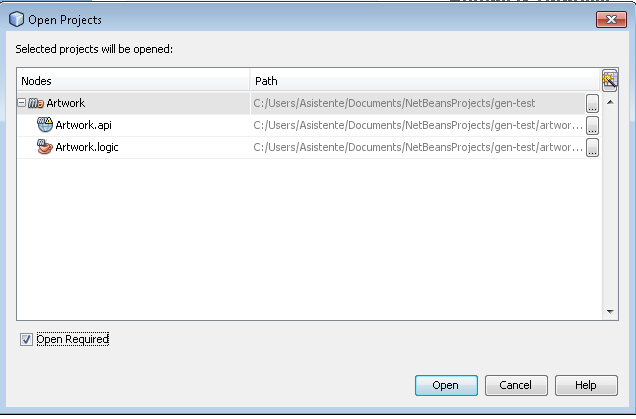 Open Projects
Selected projects will be opened:
Nodes Path
Artwork C:/Users/Asistente/Documents/NetBeansProjects/gen-test ...
Artwork.api C:/Users/Asistente/Documents/NetBeansProjects/gen-test/artwor... ...
Artwork.logic C:/Users/Asistente/Documents/NetBeansProjects/gen-test/artwor... ...
Open Required
Open Cancel Help